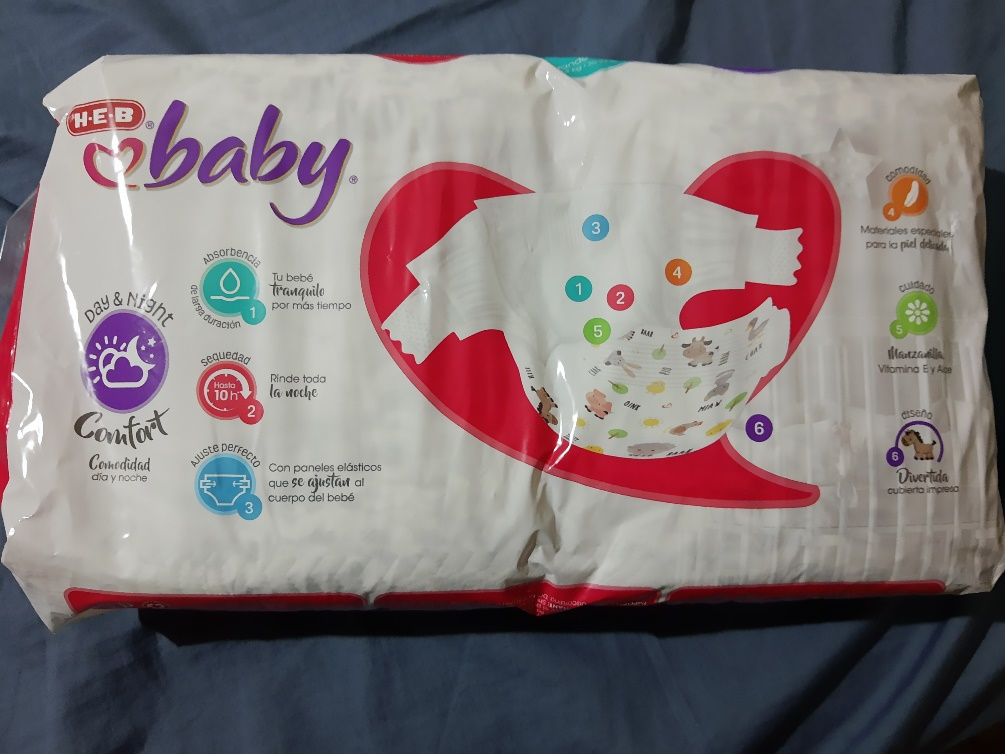 H-E-B®
baby®
Day & Night
Comfort
Comodidad
día y noche
Absorbencia
de larga duración
1
Tu bebé
tranquilo
por más tiempo
Sequedad
Hasta
10 h
2
Rinde toda
la noche
Ajuste perfecto
3
Con paneles elásticos
que se ajustan al
cuerpo del bebé
3
4
1
2
5
6
OINK
MIAW
comodidad
4
Materiales especiales
para la piel delicada
cuidado
5
Manzanilla,
Vitamina E y Aloe
diseño
6
Divertida
cubierta impresa